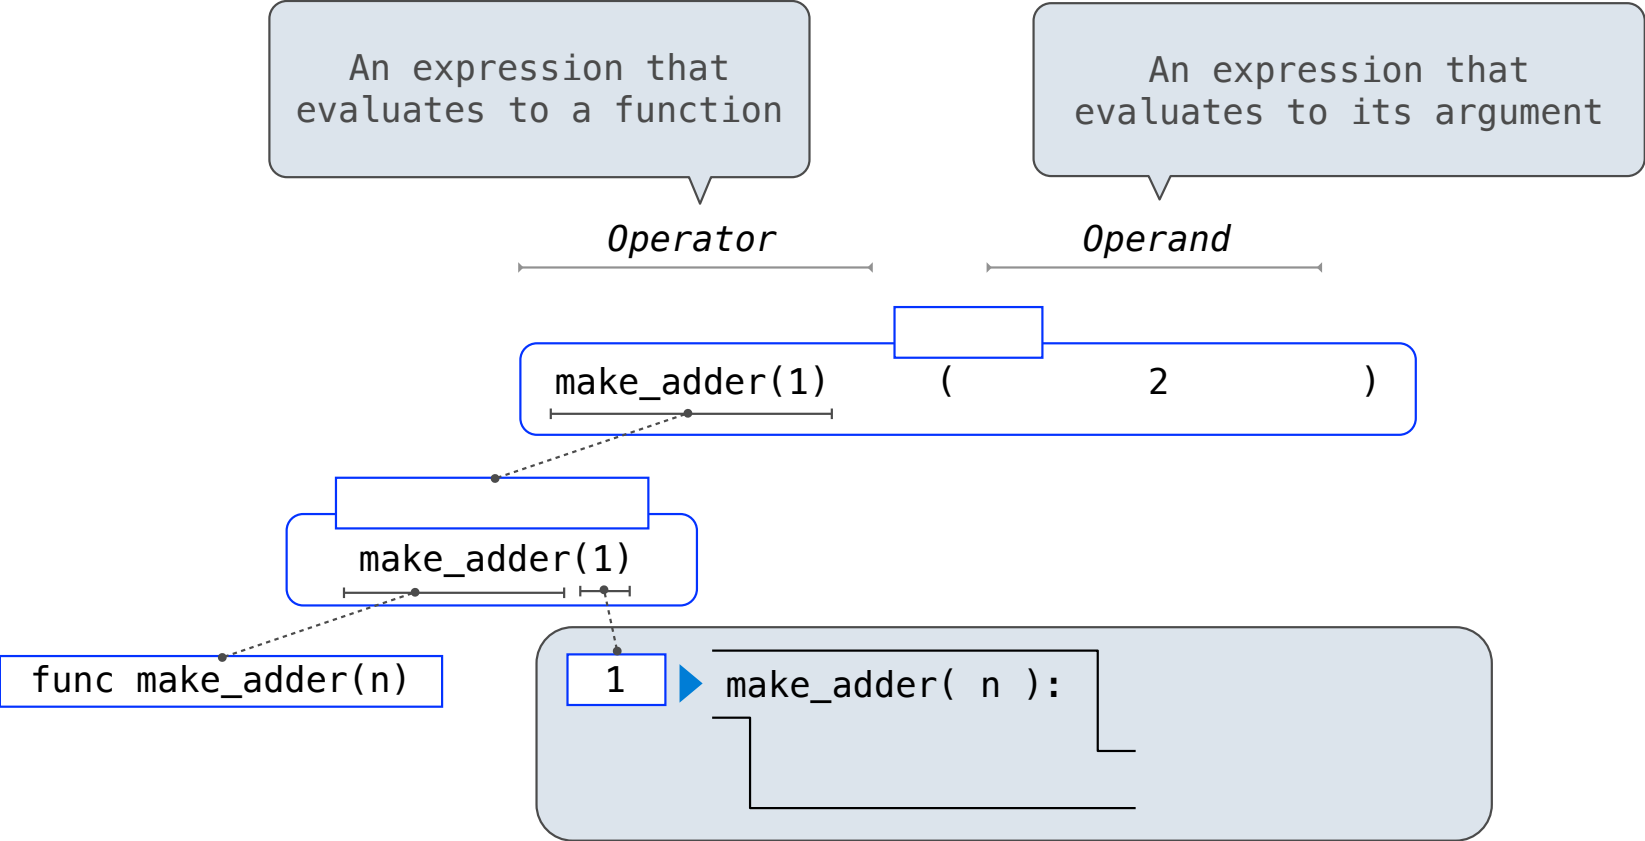 An expression that
evaluates to a function
An expression that
evaluates to its argument
Operator
Operand
make_adder(1) ( 2 )
make_adder(1)
func make_adder(n)
1
make_adder( n ):